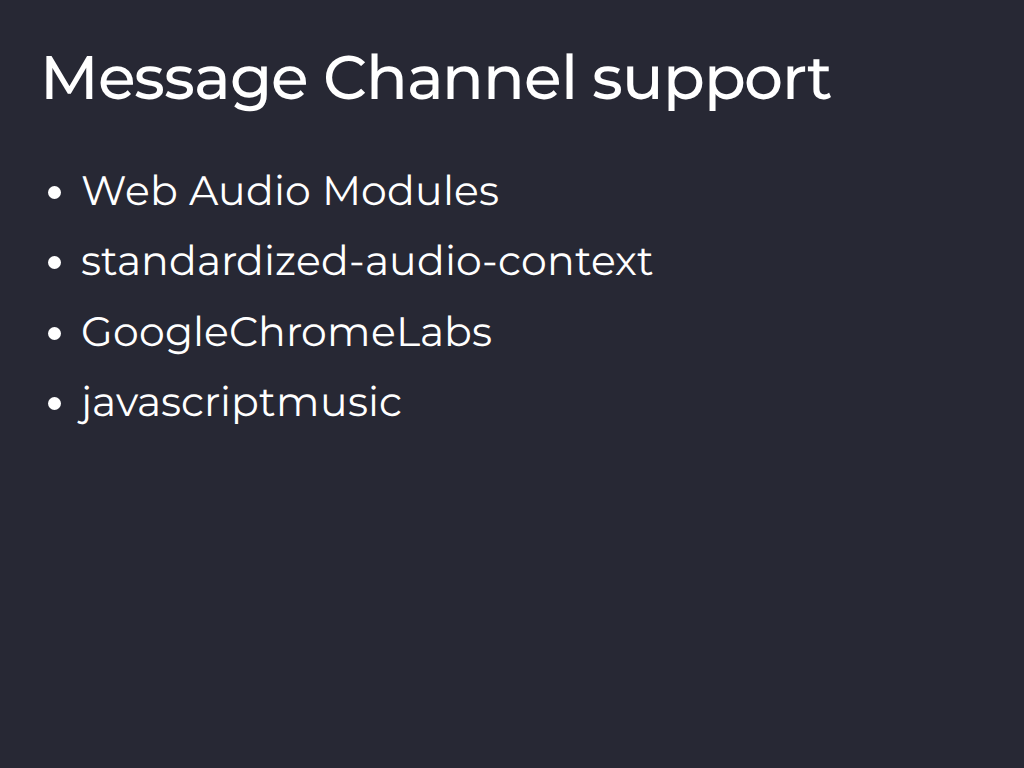 Message Channel support
• Web Audio Modules
• standardized-audio-context
• GoogleChromeLabs
• javascriptmusic